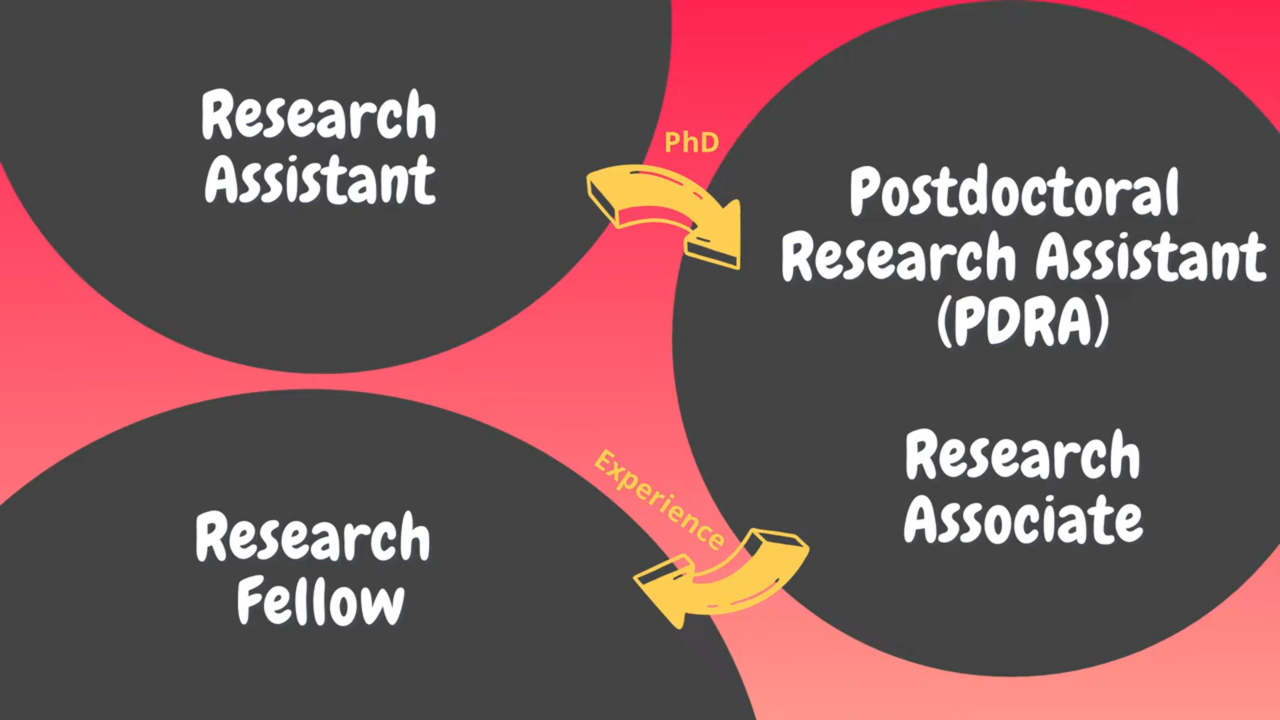 Research
Assistant
PhD
Postdoctoral
Research Assistant
(PDRA)
Research
Associate
Experience
Research
Fellow